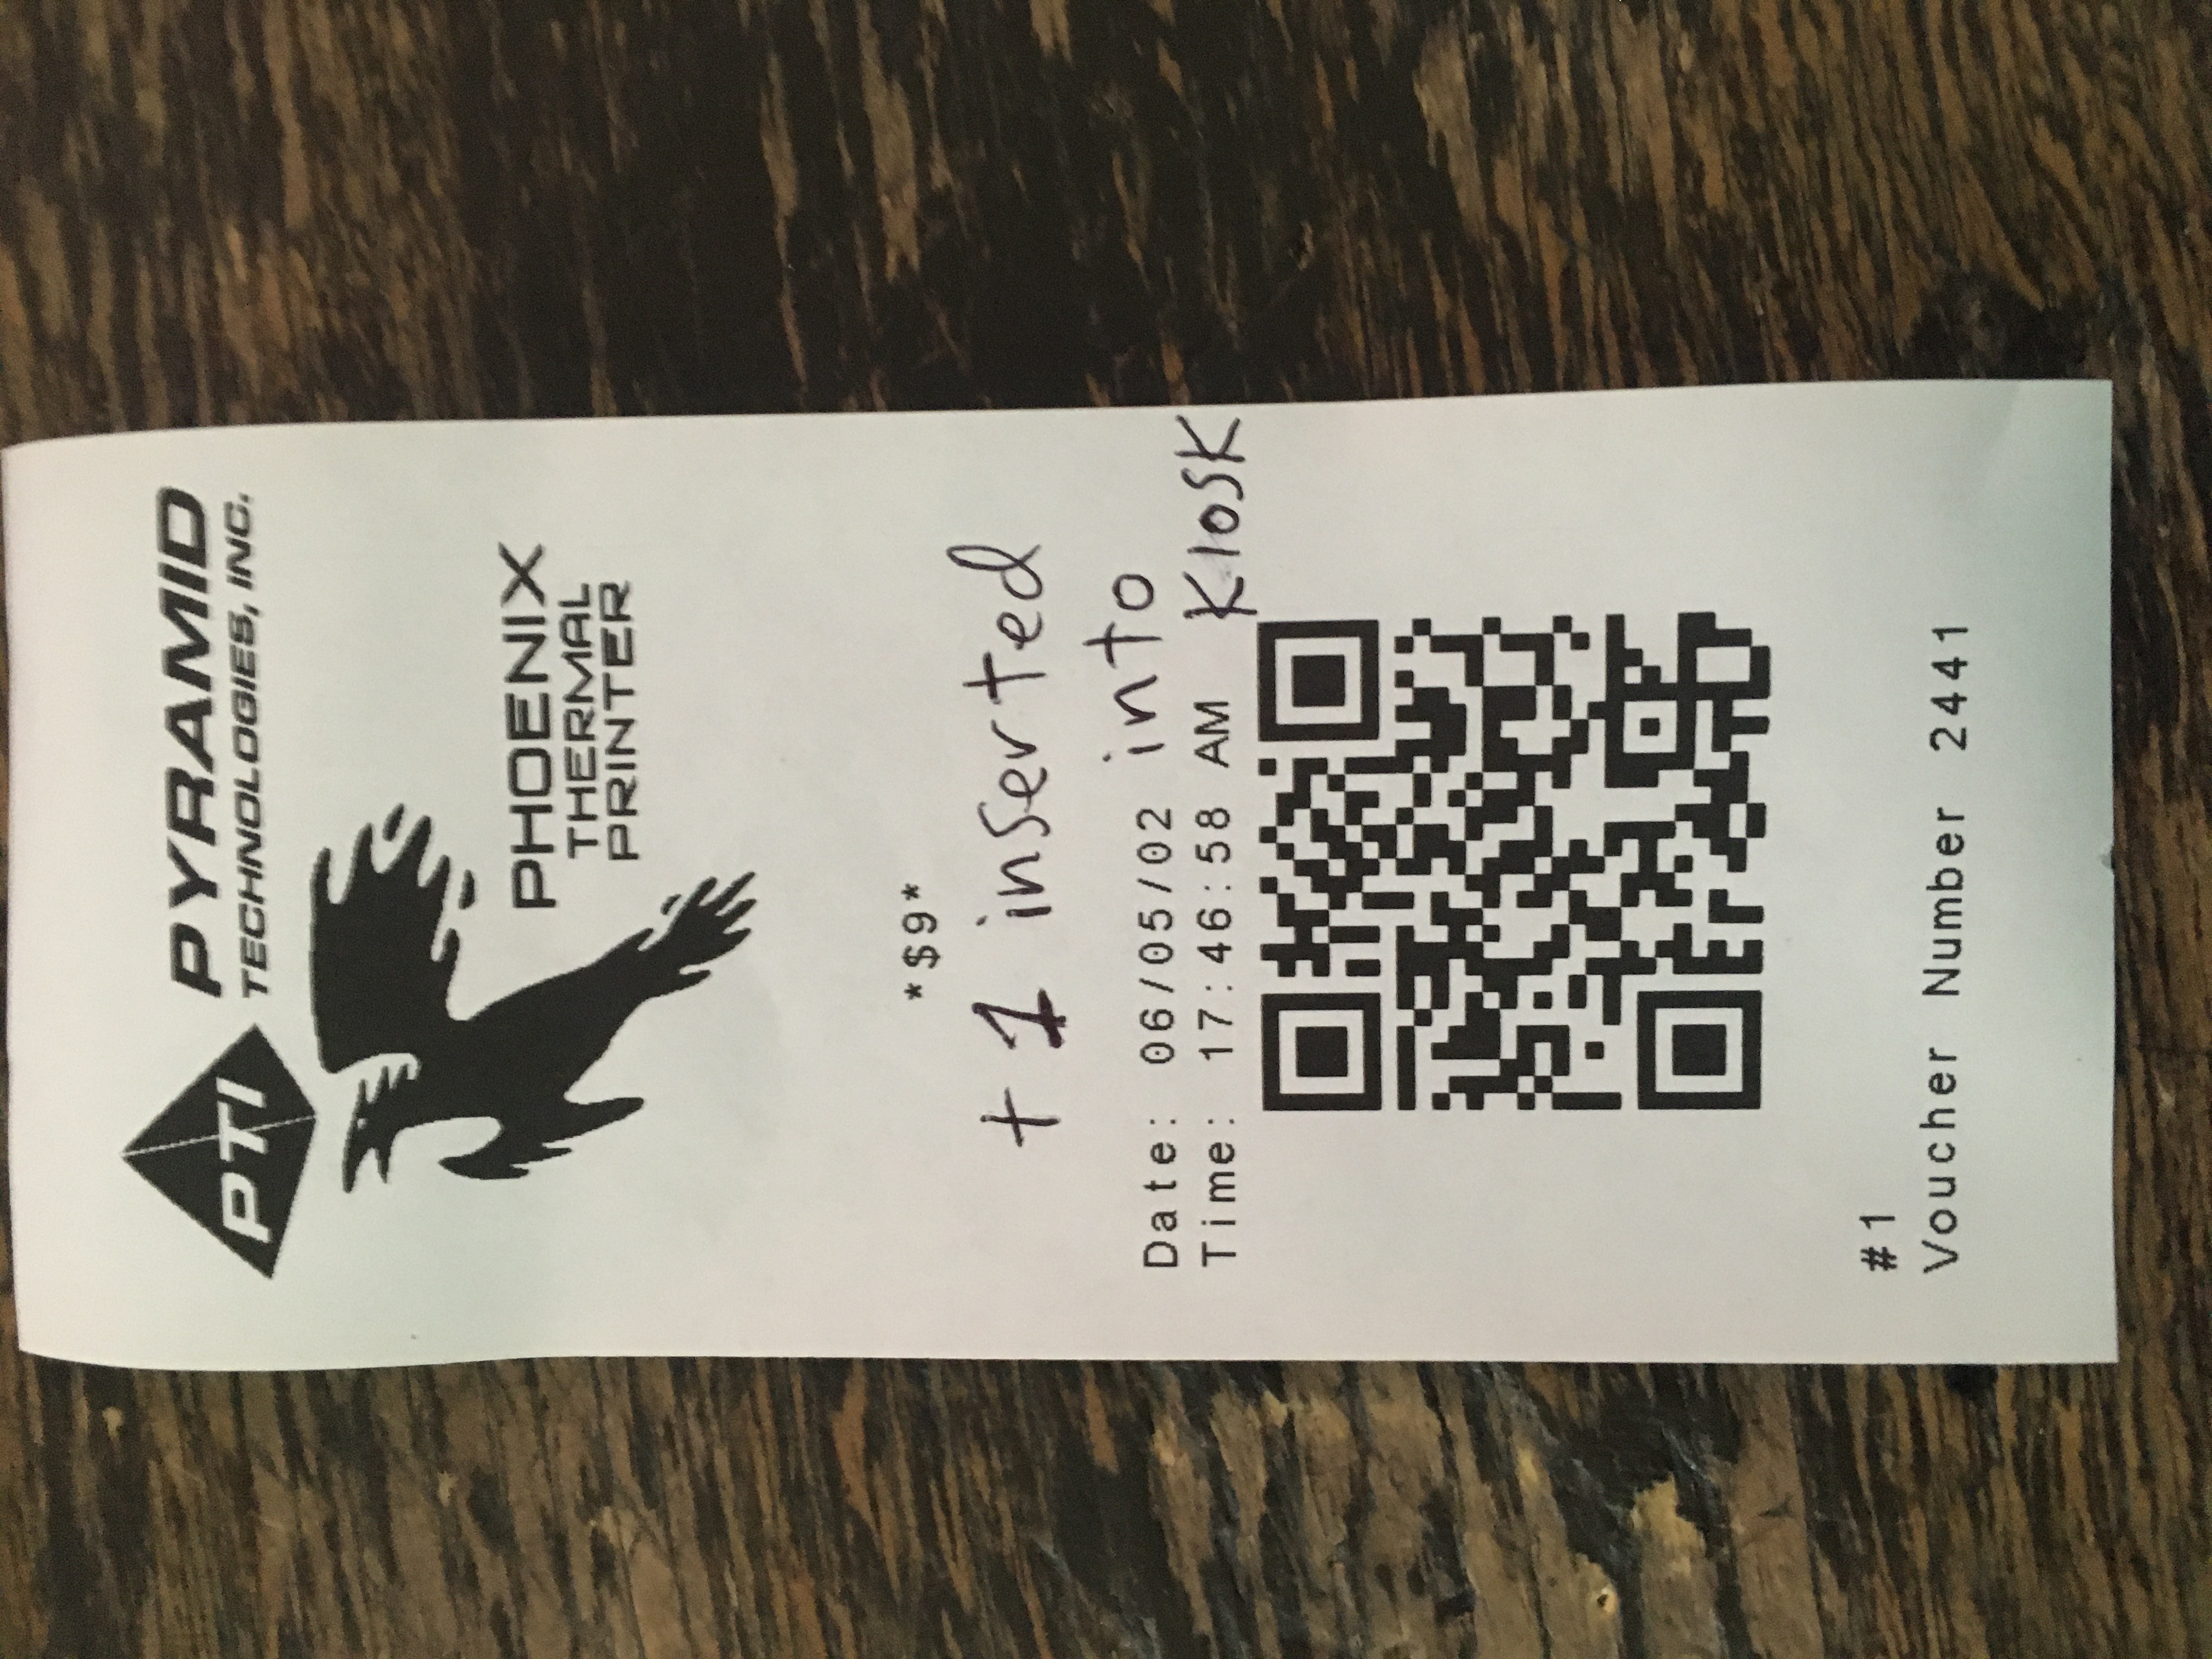 PTI
PYRAMID
TECHNOLOGIES, INC.
PHOENIX
THERMAL
PRINTER
*$9*
+ 1 inserted
into
Kiosk
Date: 06/05/02
Time: 17:46:58 AM
#1
Voucher Number 2441